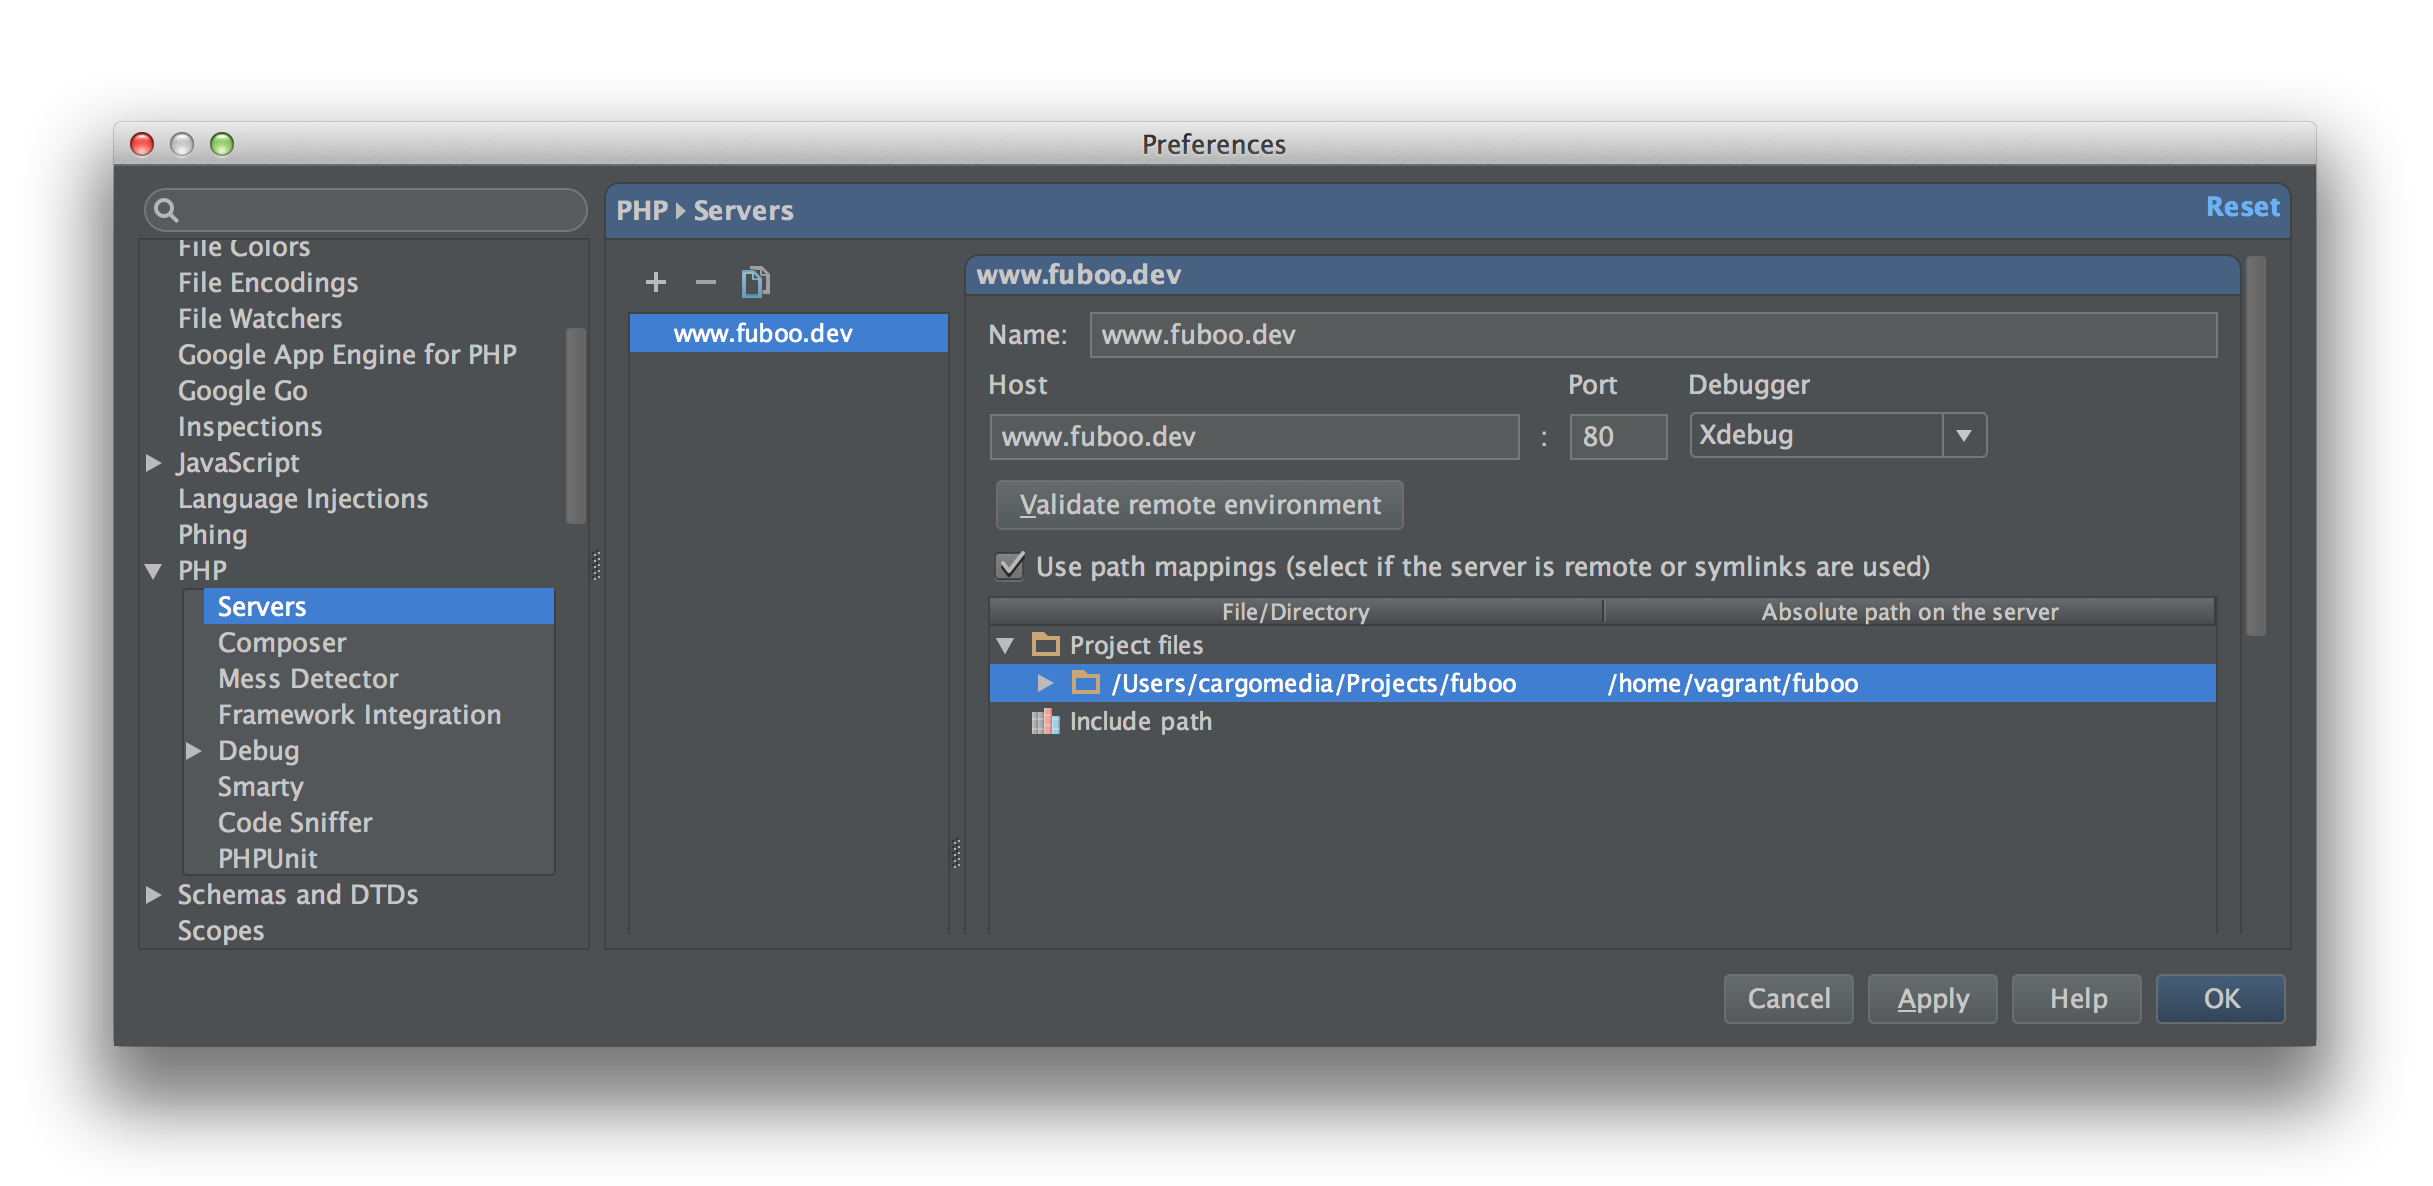 Preferences
File Colors
File Encodings
File Watchers
Google App Engine for PHP
Google Go
Inspections
JavaScript
Language Injections
Phing
PHP
Servers
Composer
Mess Detector
Framework Integration
Debug
Smarty
Code Sniffer
PHPUnit
Schemas and DTDs
Scopes
PHP Servers
Reset
www.fuboo.dev
www.fuboo.dev
Name: www.fuboo.dev
Host Port Debugger
www.fuboo.dev : 80 Xdebug
Validate remote environment
Use path mappings (select if the server is remote or symlinks are used)
File/Directory Absolute path on the server
Project files
/Users/cargomedia/Projects/fuboo /home/vagrant/fuboo
Include path
Cancel Apply Help OK